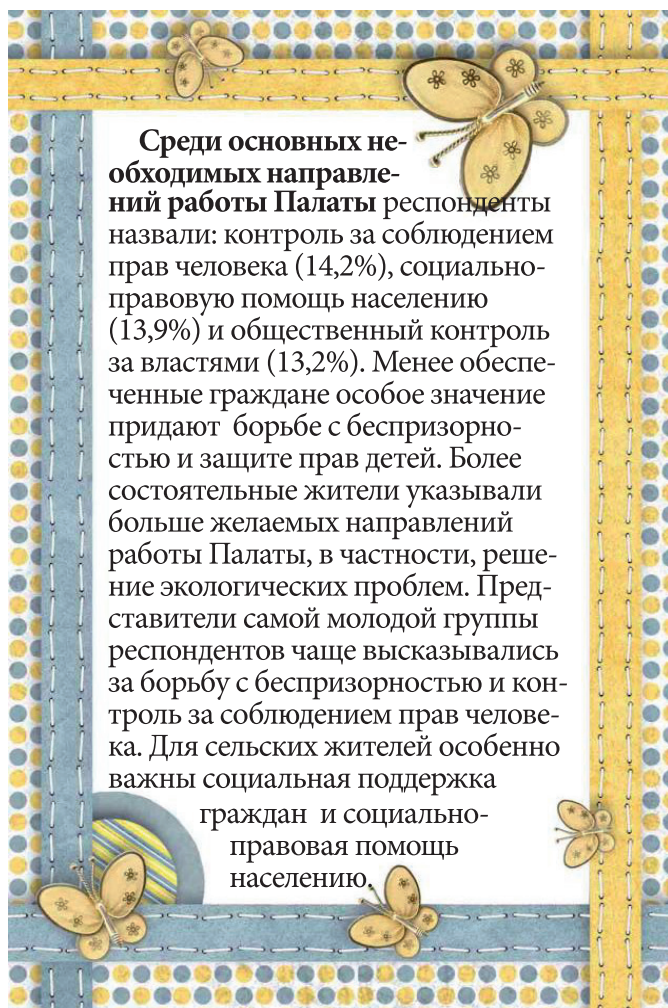 Среди основных не-
обходимых направле-
ний работы Палаты респонденты
назвали: контроль за соблюдением
прав человека (14,2%), социально-
правовую помощь населению
(13,9%) и общественный контроль
за властями (13,2%). Менее обеспе-
ченные граждане особое значение
придают борьбе с беспризорно-
стью и защите прав детей. Более
состоятельные жители указывали
больше желаемых направлений
работы Палаты, в частности, реше-
ние экологических проблем. Пред-
ставители самой молодой группы
респондентов чаще высказывались
за борьбу с беспризорностью и кон-
троль за соблюдением прав челове-
ка. Для сельских жителей особенно
важны социальная поддержка
граждан и социально-
правовая помощь
населению.